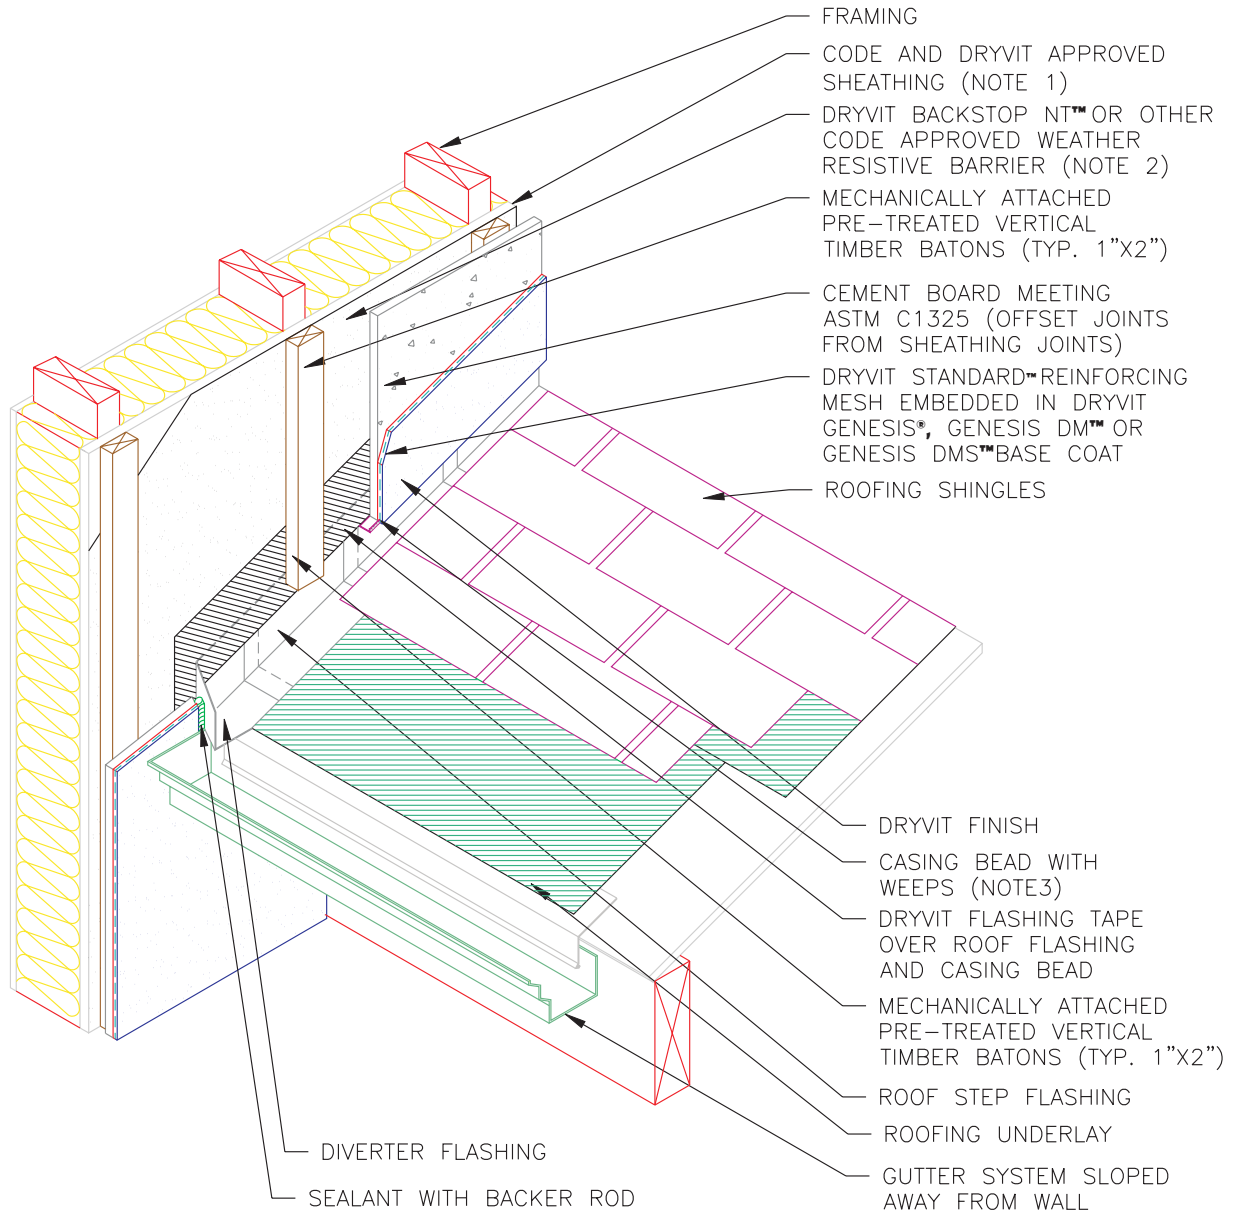 FRAMING
CODE AND DRYVIT APPROVED
SHEATHING (NOTE 1)
DRYVIT BACKSTOP NT™ OR OTHER
CODE APPROVED WEATHER
RESISTIVE BARRIER (NOTE 2)
MECHANICALLY ATTACHED
PRE-TREATED VERTICAL
TIMBER BATONS (TYP. 1”X2”)
CEMENT BOARD MEETING
ASTM C1325 (OFFSET JOINTS
FROM SHEATHING JOINTS)
DRYVIT STANDARD™ REINFORCING
MESH EMBEDDED IN DRYVIT
GENESIS®, GENESIS DM™ OR
GENESIS DMS™ BASE COAT
ROOFING SHINGLES
DRYVIT FINISH
CASING BEAD WITH
WEEPS (NOTE3)
DRYVIT FLASHING TAPE
OVER ROOF FLASHING
AND CASING BEAD
MECHANICALLY ATTACHED
PRE-TREATED VERTICAL
TIMBER BATONS (TYP. 1”X2”)
ROOF STEP FLASHING
ROOFING UNDERLAY
GUTTER SYSTEM SLOPED
AWAY FROM WALL
DIVERTER FLASHING
SEALANT WITH BACKER ROD